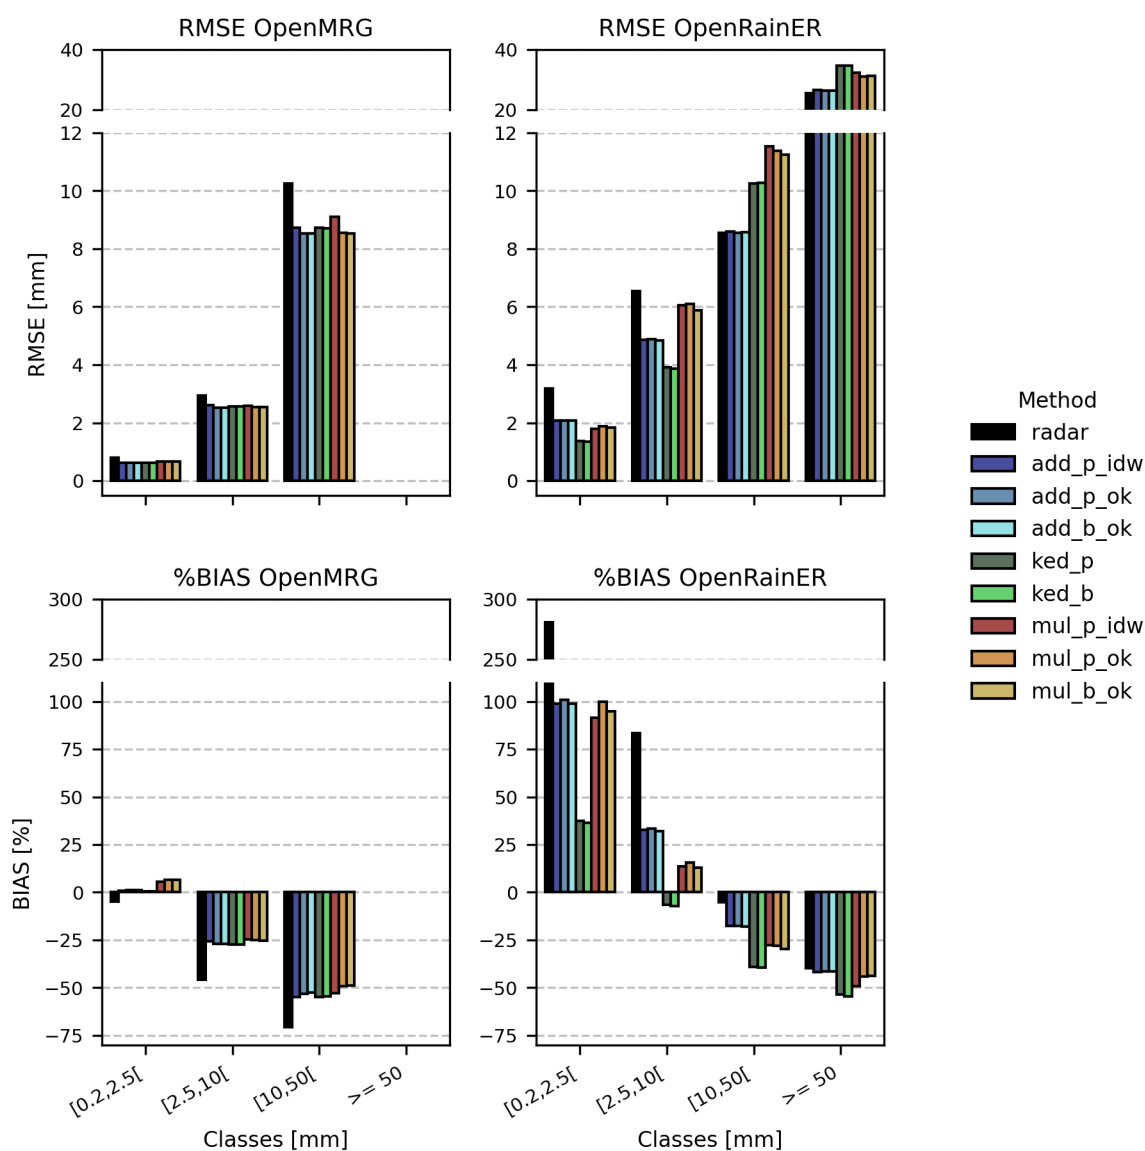 RMSE OpenMRG
RMSE OpenRainER
40
20
12
10
8
6
4
2
0
RMSE [mm]
40
20
12
10
8
6
4
2
0
%BIAS OpenMRG
%BIAS OpenRainER
300
250
100
75
50
25
0
−25
−50
−75
BIAS [%]
300
250
100
75
50
25
0
−25
−50
−75
[0.2,2.5[
[2.5,10[
[10,50[
>= 50
Classes [mm]
[0.2,2.5[
[2.5,10[
[10,50[
>= 50
Classes [mm]
Method
radar
add_p_idw
add_p_ok
add_b_ok
ked_p
ked_b
mul_p_idw
mul_p_ok
mul_b_ok